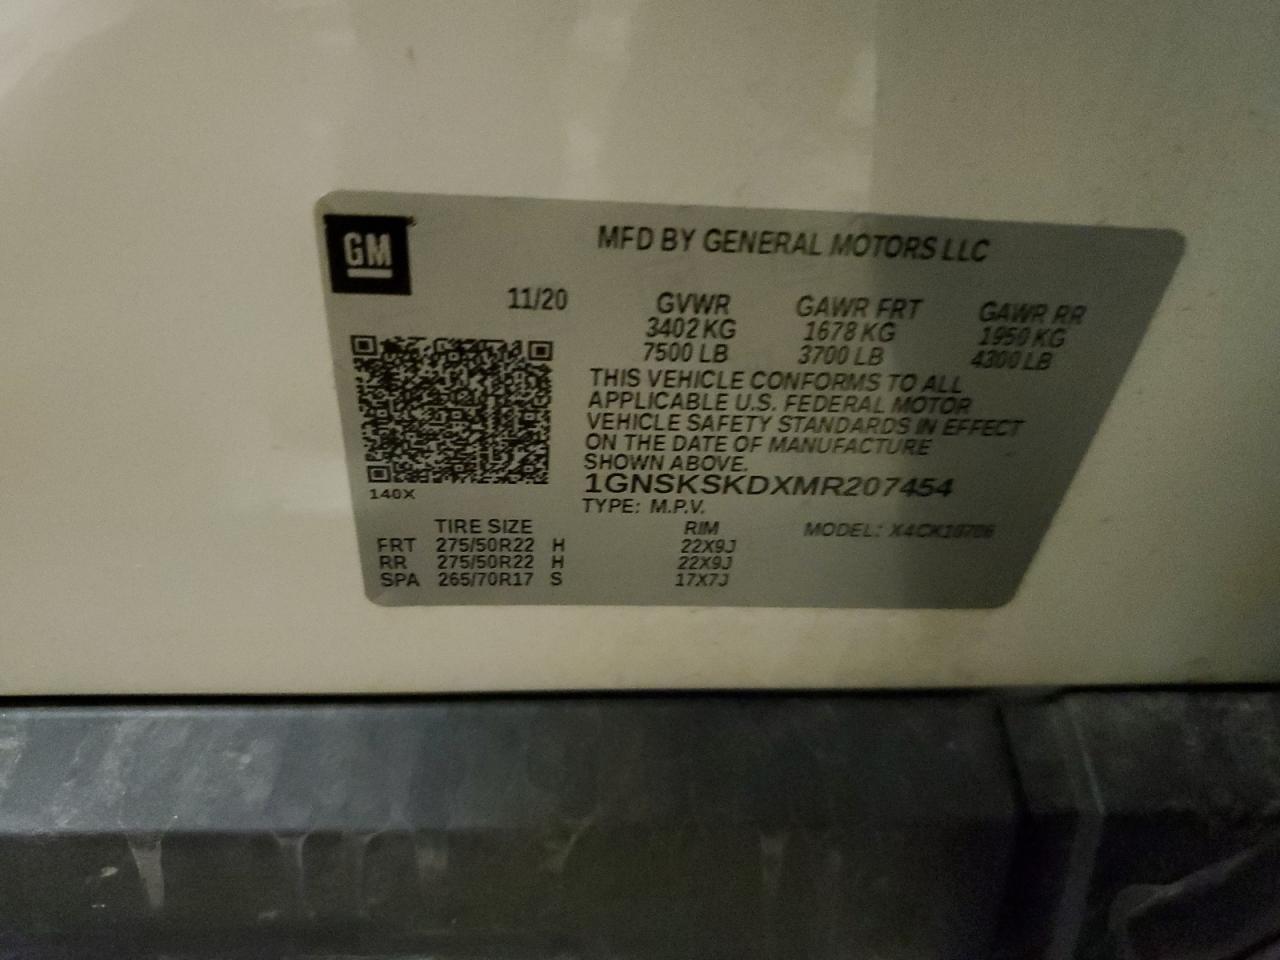 GM
MFD BY GENERAL MOTORS LLC
11/20 GVWR GAWR FRT GAWR RR
3402 KG 1678 KG 1950 KG
7500 LB 3700 LB 4300 LB
THIS VEHICLE CONFORMS TO ALL
APPLICABLE U.S. FEDERAL MOTOR
VEHICLE SAFETY STANDARDS IN EFFECT
ON THE DATE OF MANUFACTURE
SHOWN ABOVE.
1GNSKSKDXMR207454
140X
TYPE: M.P.V.
TIRE SIZE RIM MODEL: X4CK10706
FRT 275/50R22 H 22X9J
RR 275/50R22 H 22X9J
SPA 265/70R17 S 17X7J